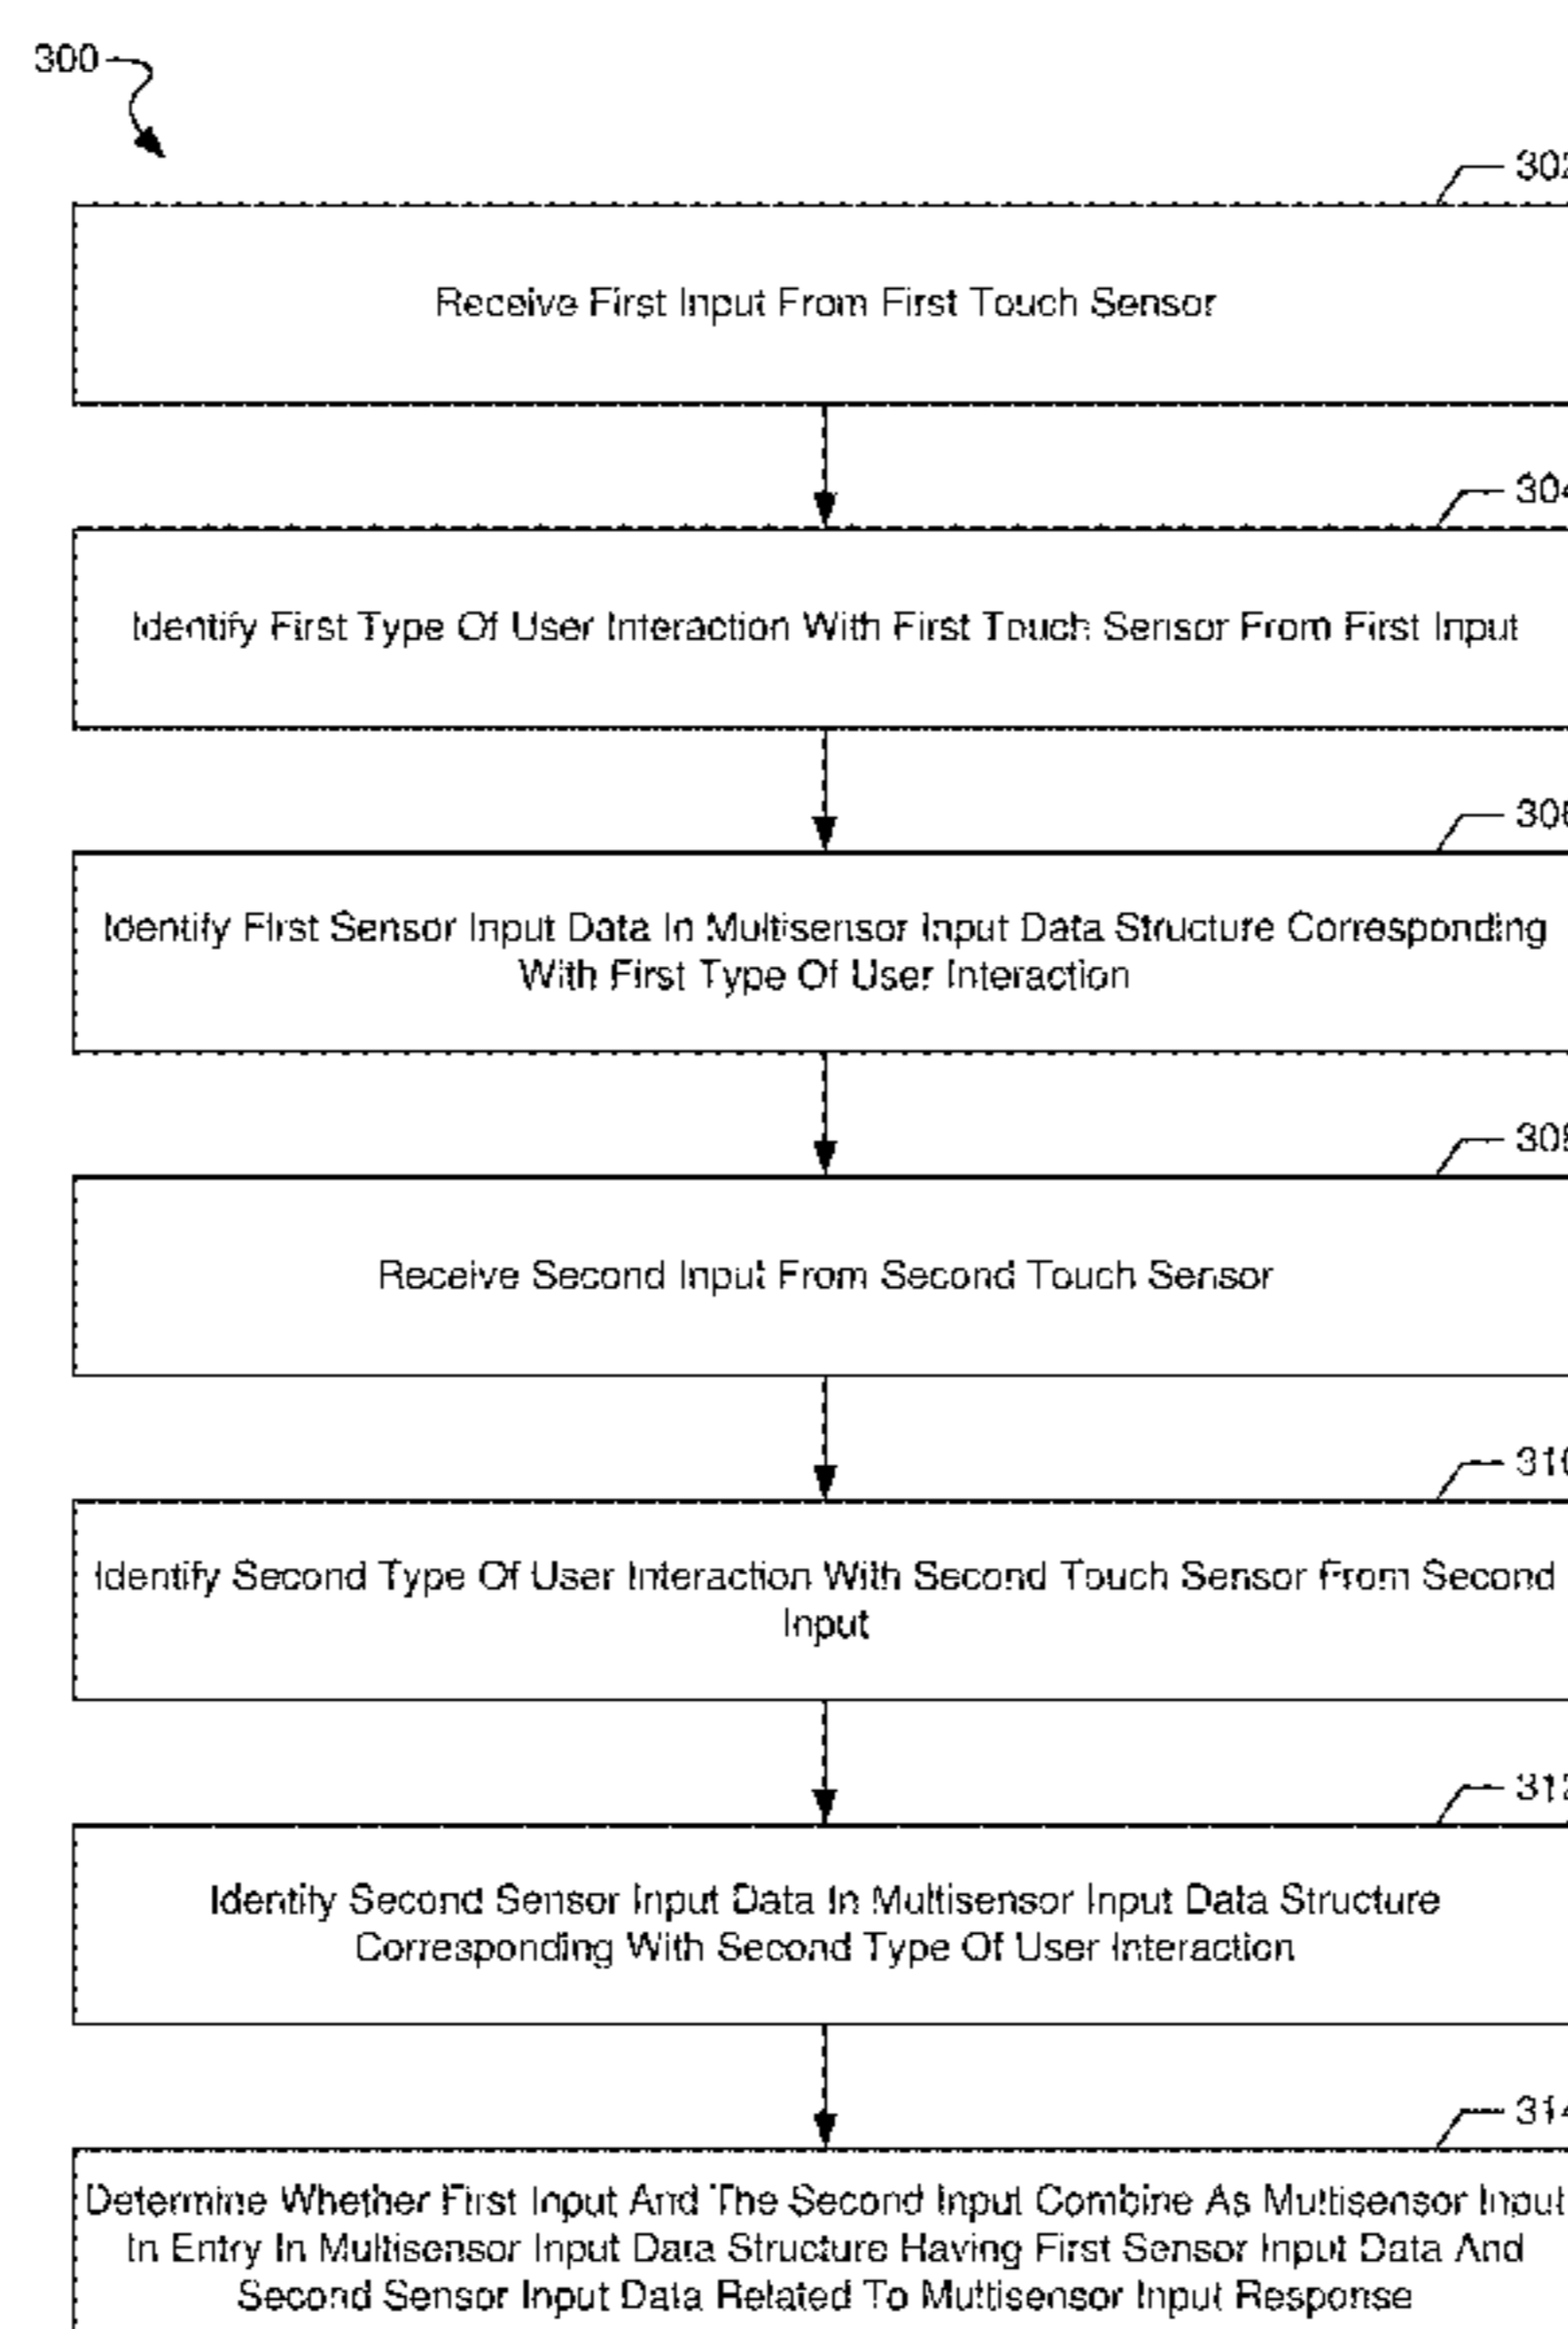 300
302
Receive First Input From First Touch Sensor
304
Identify First Type Of User Interaction With First Touch Sensor From First Input
306
Identify First Sensor Input Data In Multisensor Input Data Structure Corresponding
With First Type Of User Interaction
308
Receive Second Input From Second Touch Sensor
310
Identify Second Type Of User Interaction With Second Touch Sensor From Second
Input
312
Identify Second Sensor Input Data In Multisensor Input Data Structure
Corresponding With Second Type Of User Interaction
314
Determine Whether First Input And The Second Input Combine As Multisensor Input
In Entry In Multisensor Input Data Structure Having First Sensor Input Data And
Second Sensor Input Data Related To Multisensor Input Response